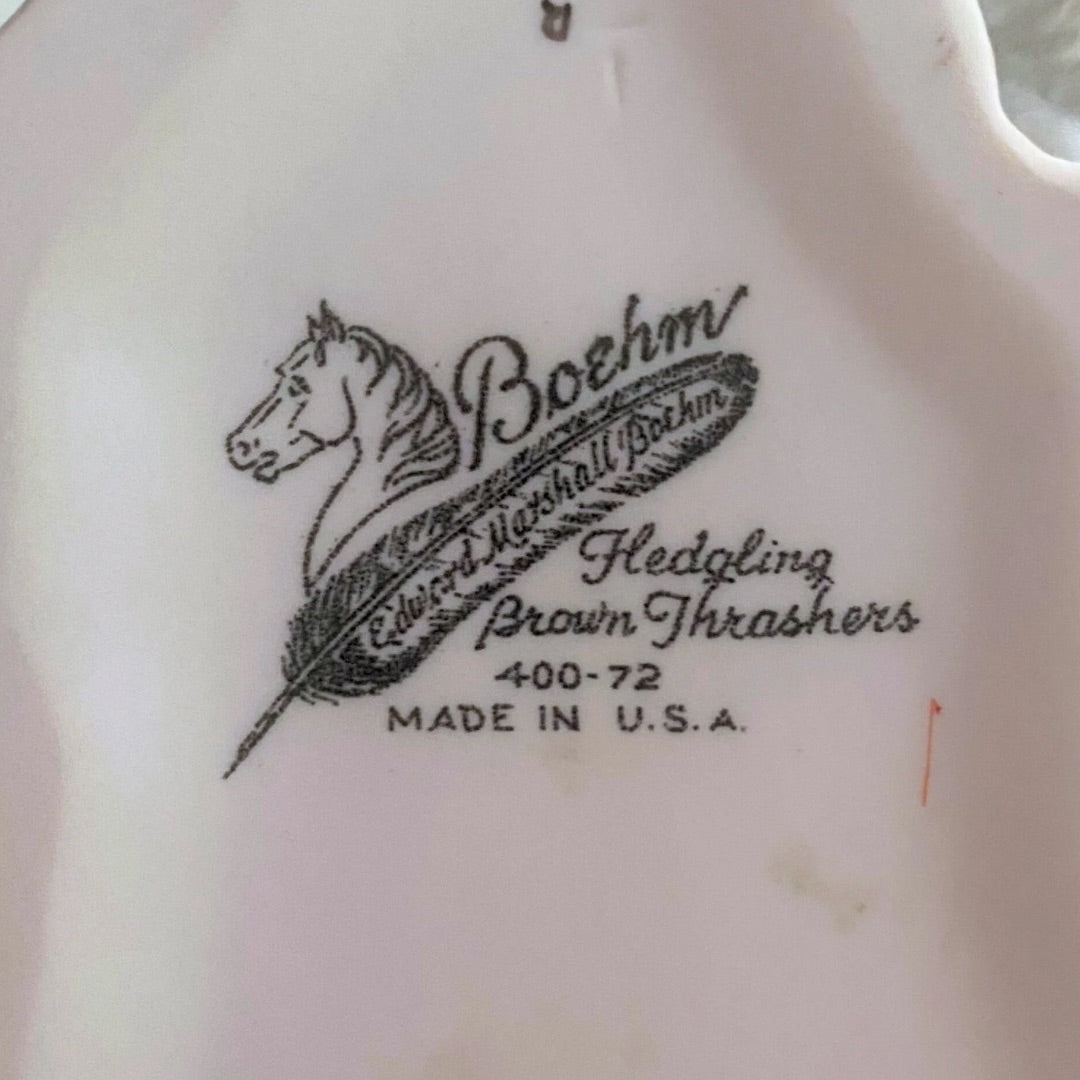 R
Boehm
Edward Marshall Boehm
Fledgling
Brown Thrashers
400-72
MADE IN U.S.A.